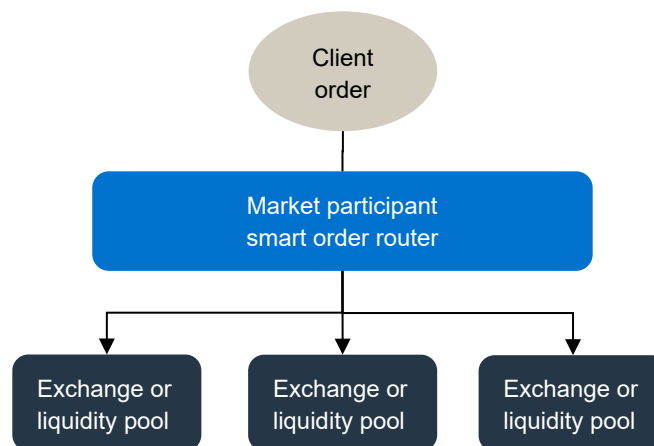 Client
order
Market participant
smart order router
Exchange or
liquidity pool
Exchange or
liquidity pool
Exchange or
liquidity pool